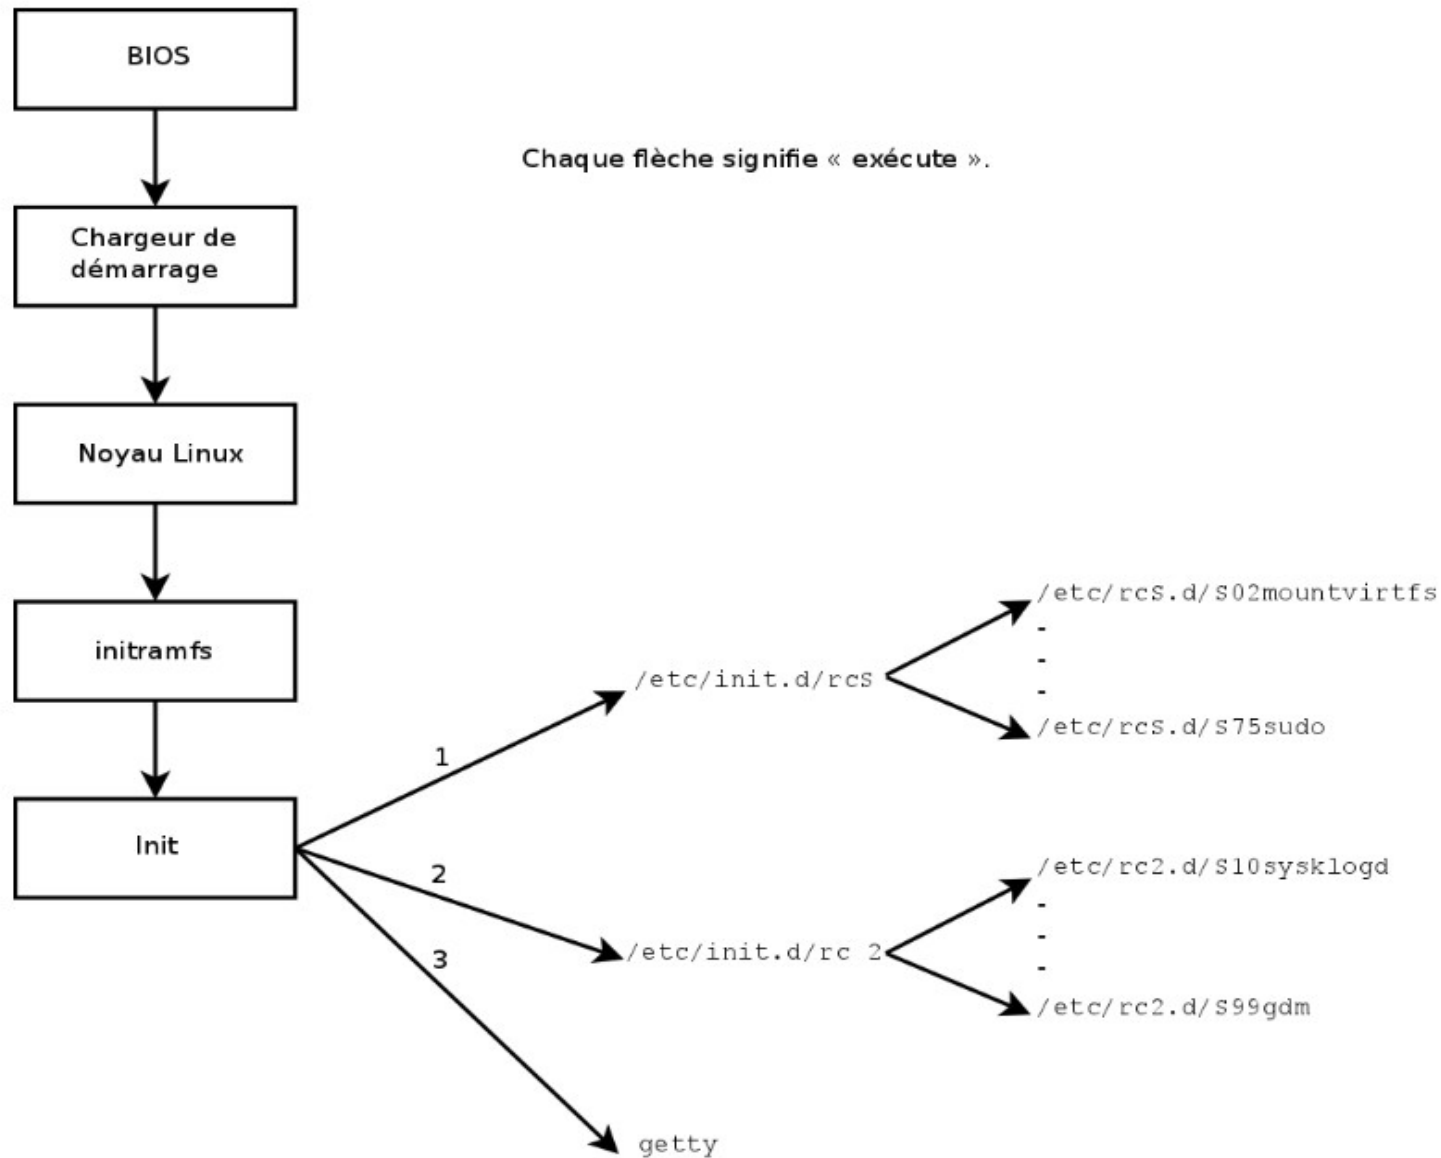 BIOS
Chaque flèche signifie « exécute ».
Chargeur de
démarrage
Noyau Linux
initramfs
Init
1
2
3
/etc/init.d/rcS
/etc/rcS.d/S02mountvirtfs
-
-
-
/etc/rcS.d/S75sudo
/etc/init.d/rc 2
/etc/rc2.d/S10sysklogd
-
-
-
/etc/rc2.d/S99gdm
getty